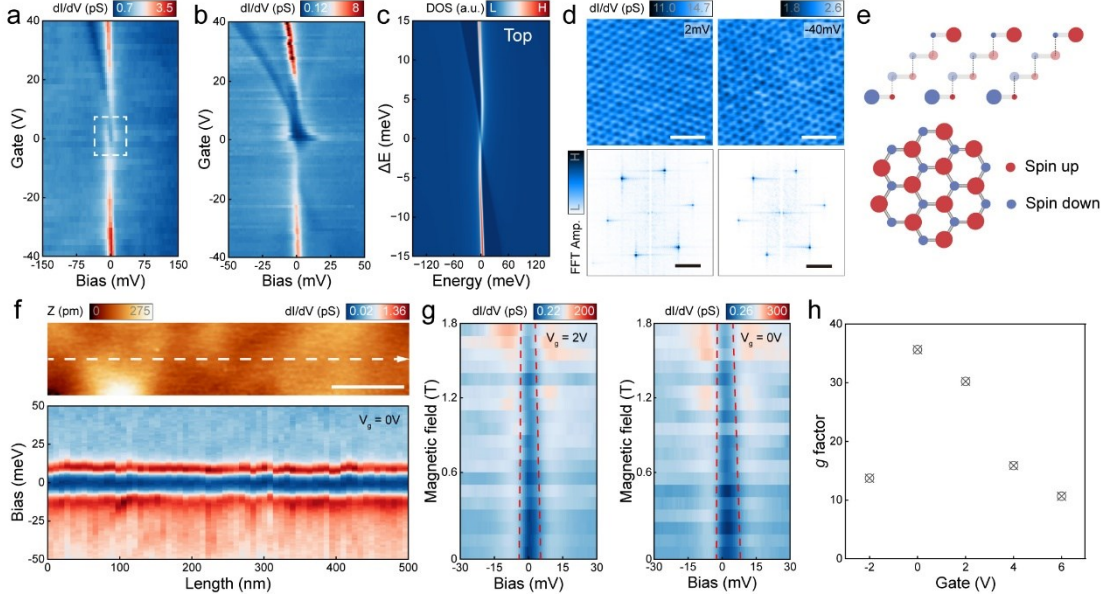 a
dI/dV (pS) 0.7 3.5
Gate (V)
40
20
0
-20
-40
-150 -75 0 75 150
Bias (mV)
b
dI/dV (pS) 0.12 8
Gate (V)
40
20
0
-20
-40
-50 -25 0 25 50
Bias (mV)
c
DOS (a.u.) L H
Top
ΔE (meV)
15
10
5
0
-5
-10
-15
-120 -60 0 60 120
Energy (meV)
d
dI/dV (pS) 11.0 4.7
2mV
1.8 2.6
-40mV
FFT Amp.
L H
e
Spin up
Spin down
f
Z (pm) 0 275
dI/dV (pS) 0.02 1.36
Bias (meV)
50
25
0
-25
-50
V_g = 0V
0 100 200 300 400 500
Length (nm)
g
dI/dV (pS) 0.22 200
V_g = 2V
Magnetic field (T)
1.8
1.2
0.6
0
-30 -15 0 15 30
Bias (mV)
dI/dV (pS) 0.26 300
V_g = 0V
Magnetic field (T)
1.8
1.2
0.6
0
-30 -15 0 15 30
Bias (mV)
h
g factor
40
30
20
10
0
-2 0 2 4 6
Gate (V)